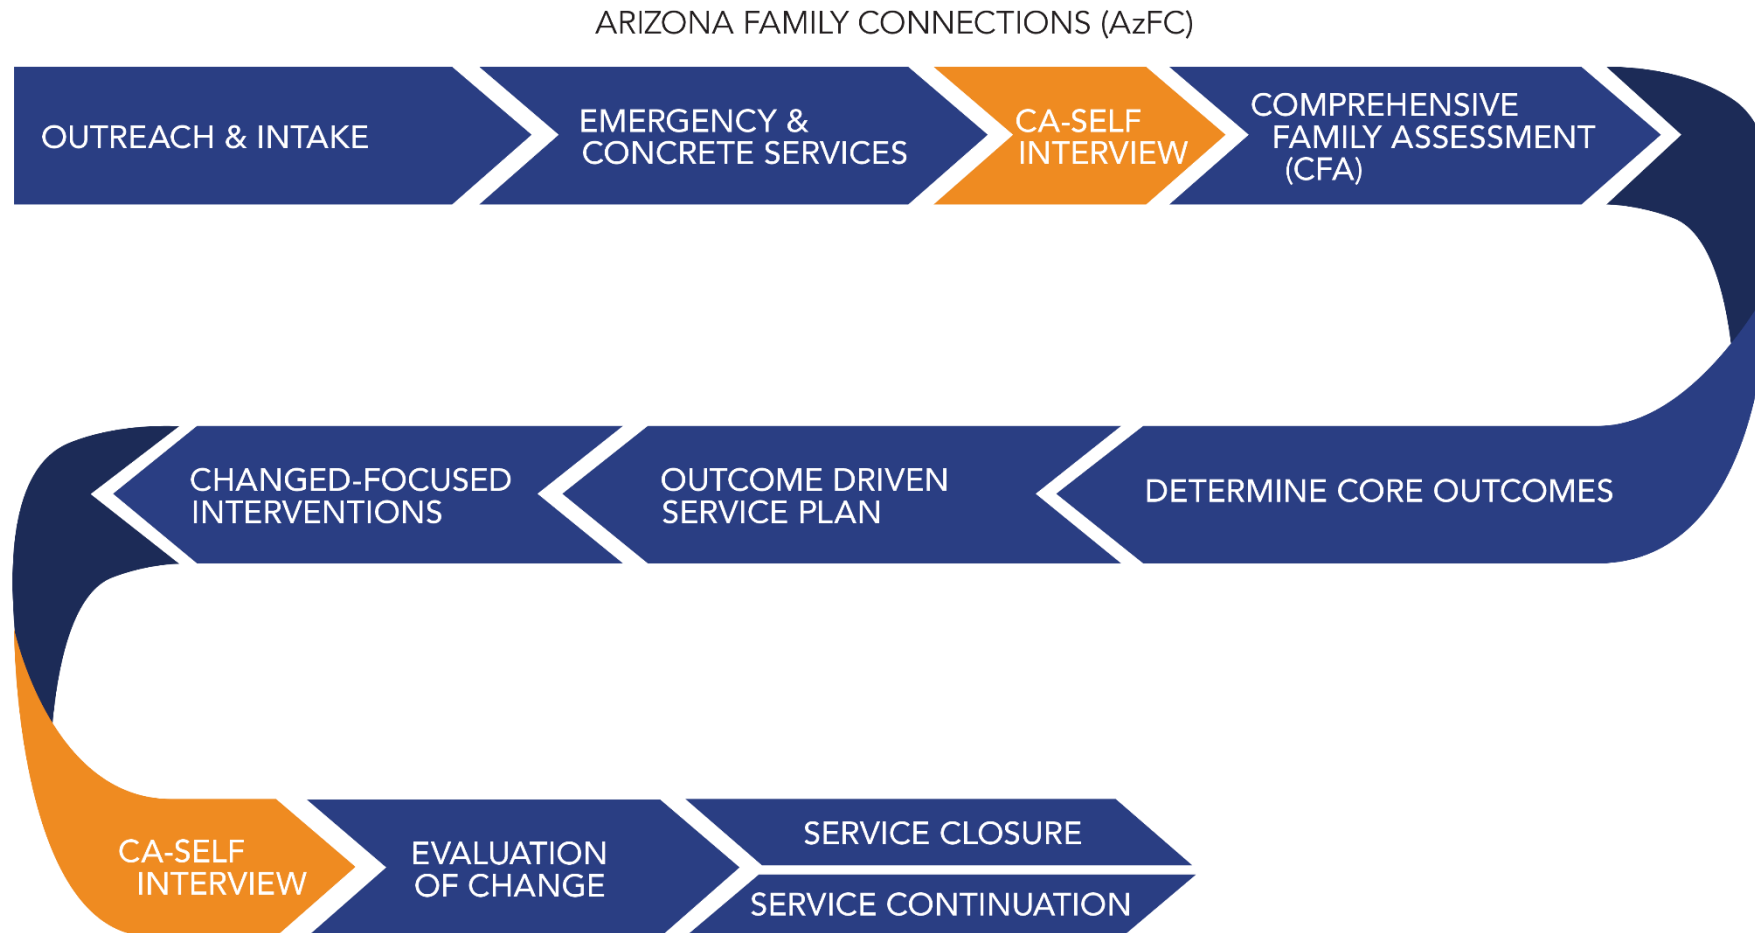 ARIZONA FAMILY CONNECTIONS (AzFC)
OUTREACH & INTAKE
EMERGENCY &
CONCRETE SERVICES
CA-SELF
INTERVIEW
COMPREHENSIVE
FAMILY ASSESSMENT
(CFA)
DETERMINE CORE OUTCOMES
OUTCOME DRIVEN
SERVICE PLAN
CHANGED-FOCUSED
INTERVENTIONS
CA-SELF
INTERVIEW
EVALUATION
OF CHANGE
SERVICE CLOSURE
SERVICE CONTINUATION